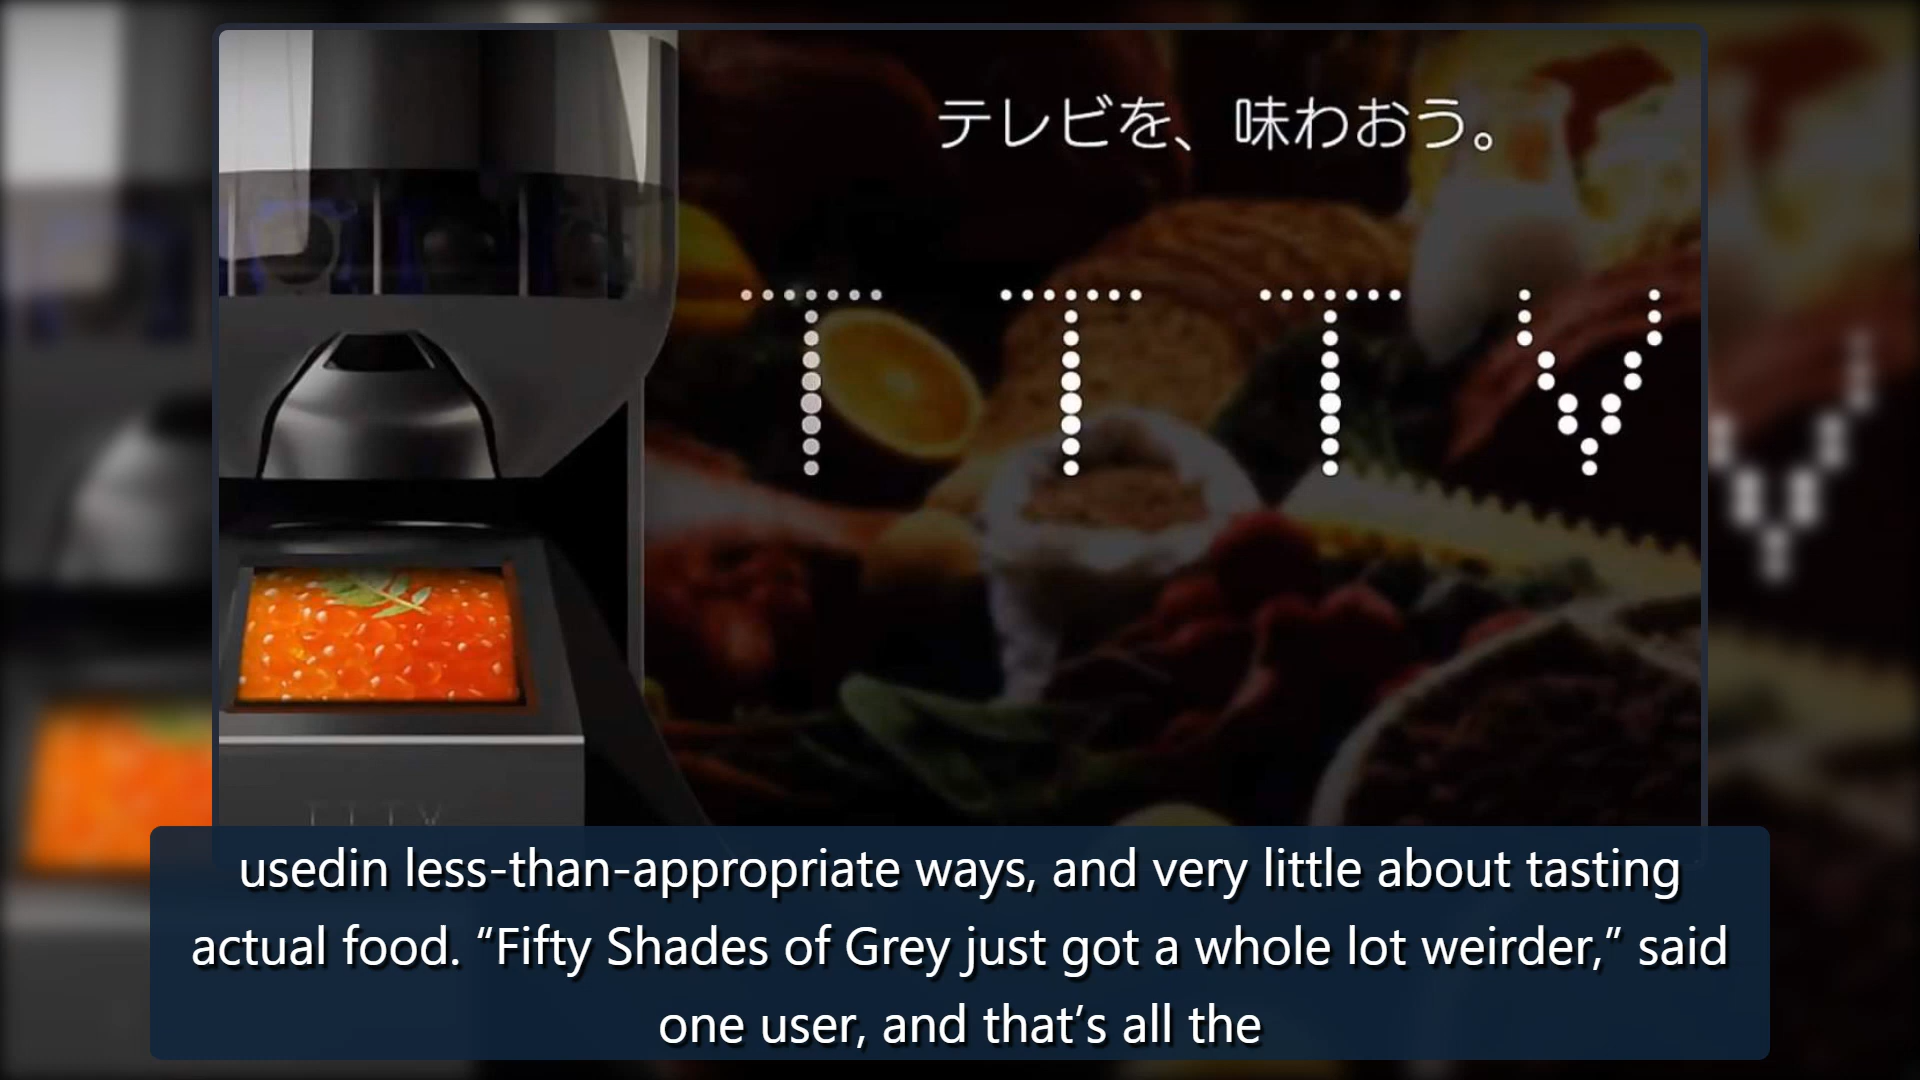 テレビを、味わおう。
TTTV
TTTV
usedin less-than-appropriate ways, and very little about tasting
actual food. “Fifty Shades of Grey just got a whole lot weirder,” said
one user, and that’s all the